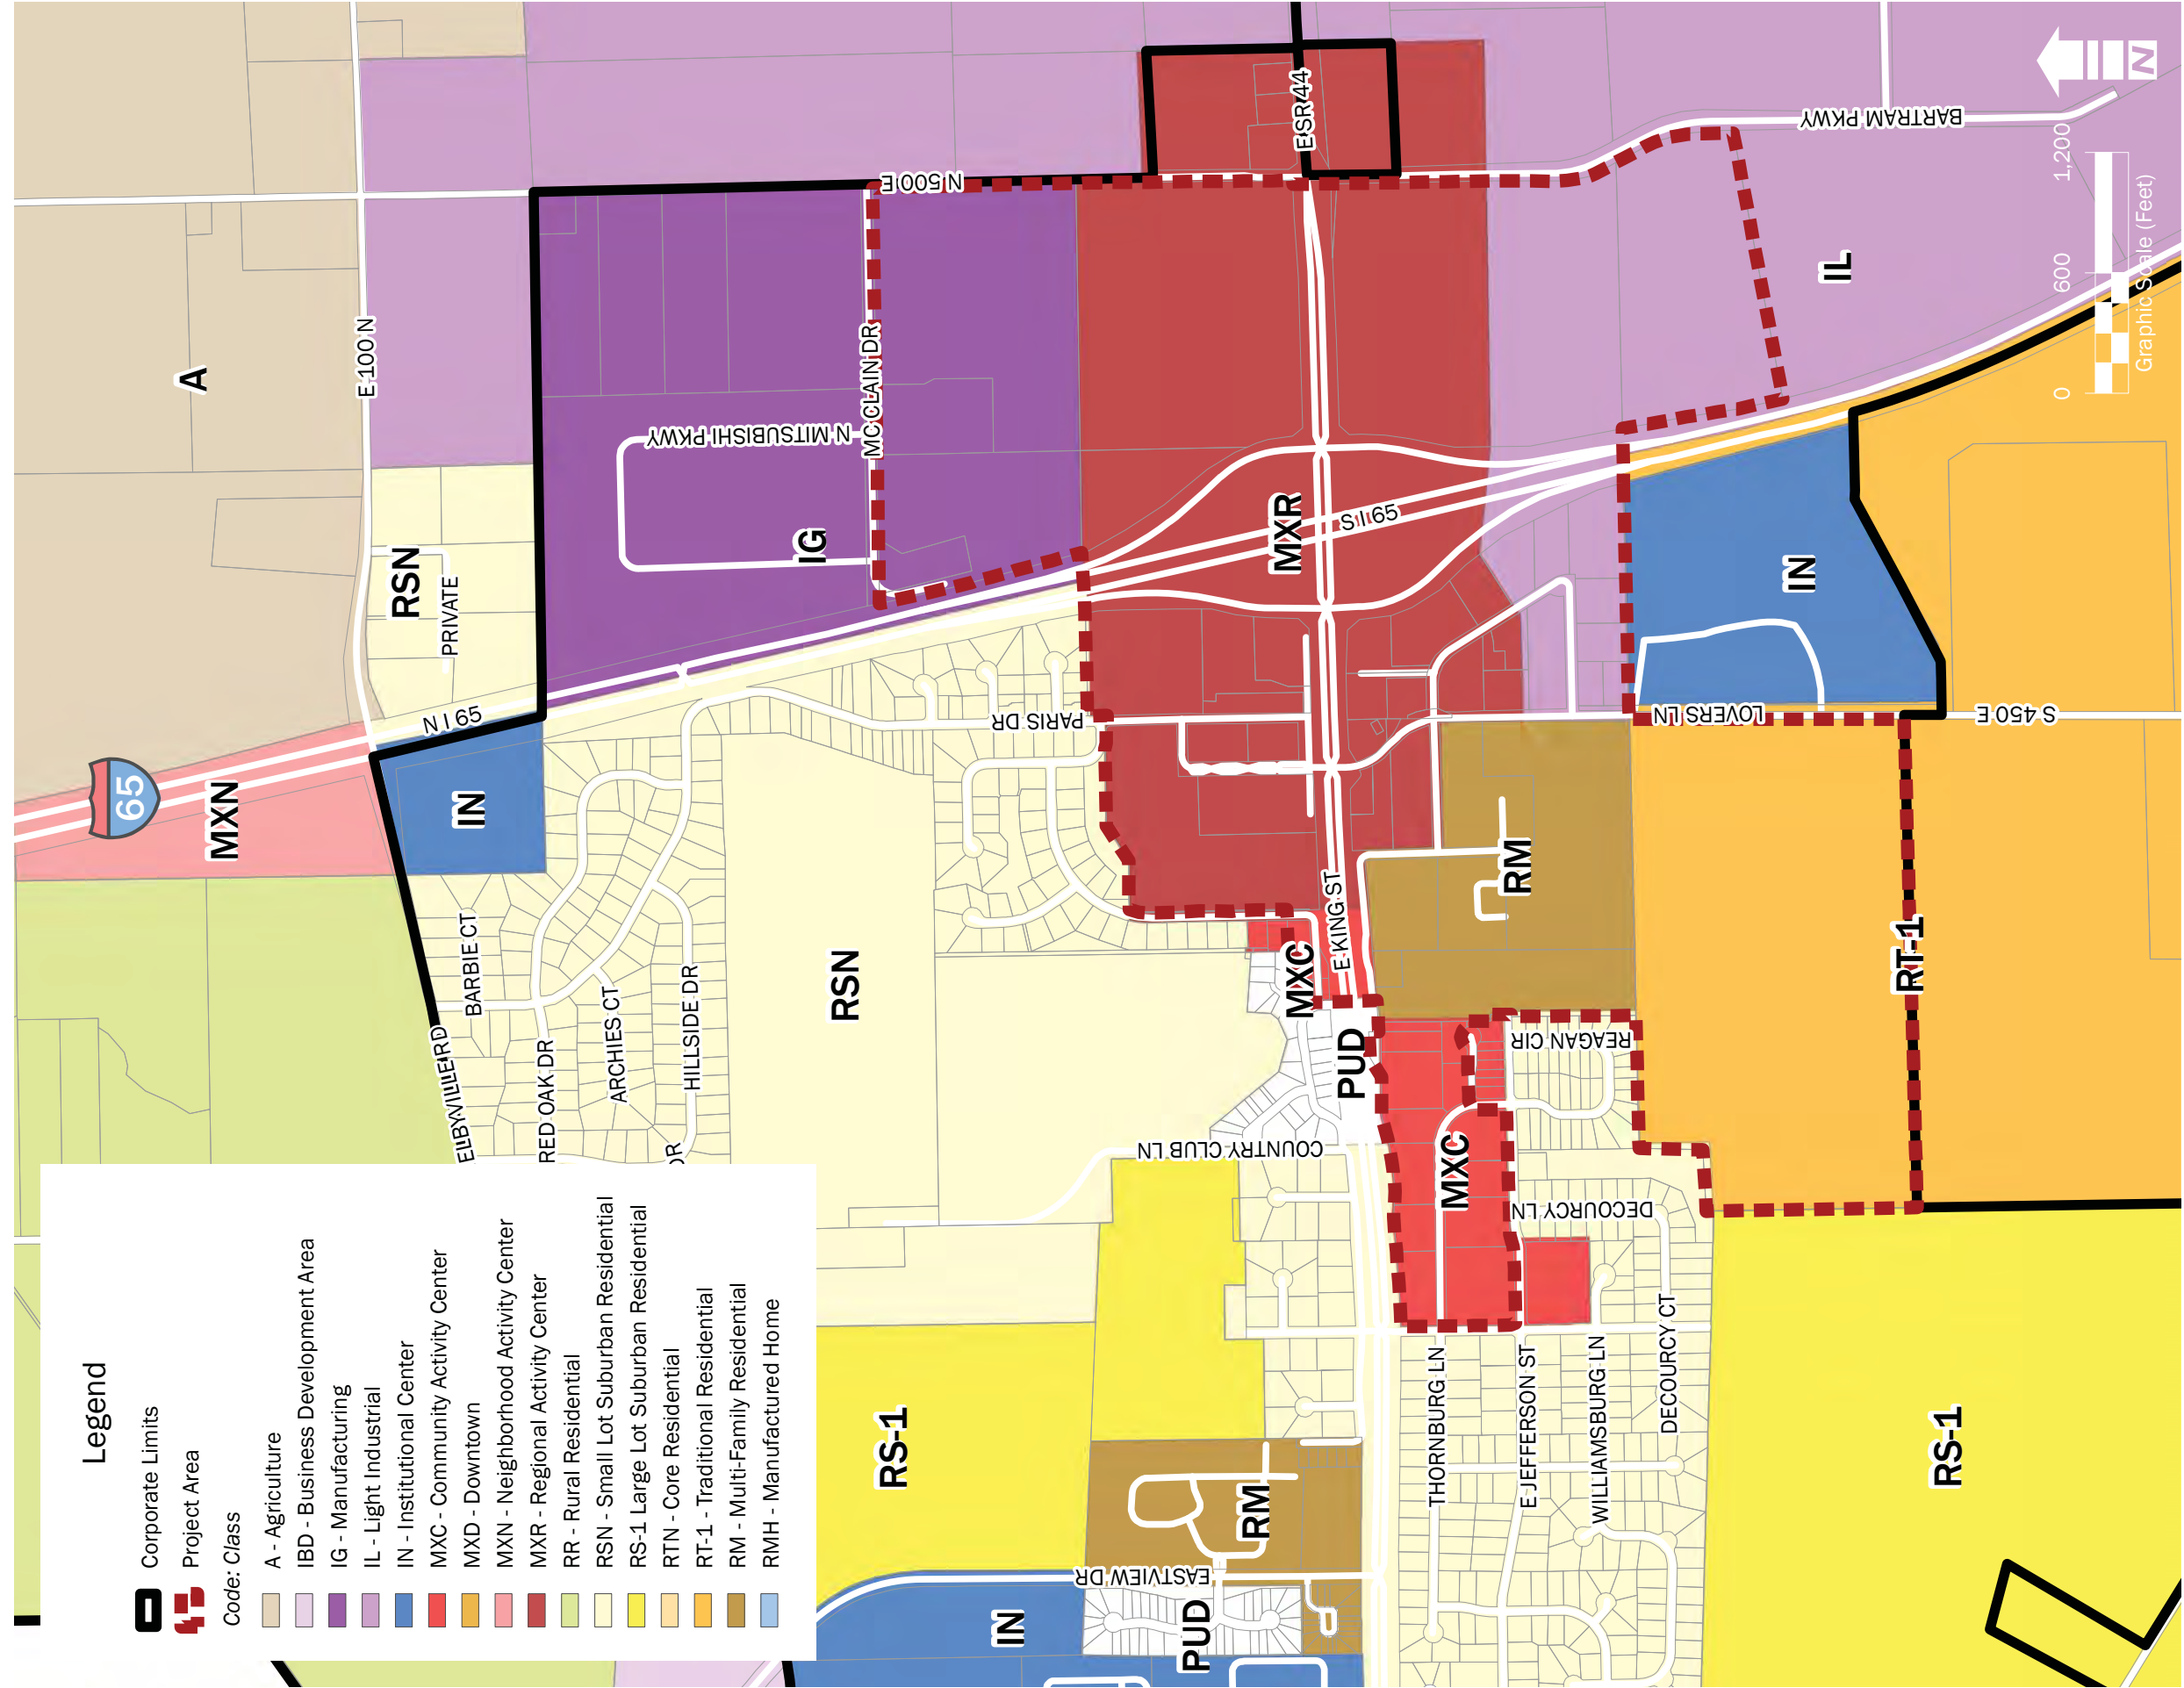 Legend
Corporate Limits
Project Area
Code: Class
A - Agriculture
IBD - Business Development Area
IG - Manufacturing
IL - Light Industrial
IN - Institutional Center
MXC - Community Activity Center
MXD - Downtown
MXN - Neighborhood Activity Center
MXR - Regional Activity Center
RR - Rural Residential
RSN - Small Lot Suburban Residential
RS-1 Large Lot Suburban Residential
RTN - Core Residential
RT-1 - Traditional Residential
RM - Multi-Family Residential
RMH - Manufactured Home
A
E 100 N
RSN
PRIVATE
N I 65
65
MXN
IN
BARBIE CT
ELBYVILLE RD
RED OAK DR
ARCHIES CT
HILLSIDE DR
DR
RSN
IG
N MITSUBISHI PKWY
MC CLAIN DR
N 500 E
PARIS DR
MXR
S I 65
E SR 44
BARTRAM PKWY
IL
IN
LOVERS LN
S 450 E
RM
E KING ST
MXC
PUD
COUNTRY CLUB LN
REAGAN CIR
MXC
DECOURCY LN
RT-1
RS-1
RM
EASTVIEW DR
IN
PUD
THORNBURG LN
E JEFFERSON ST
WILLIAMSBURG LN
DECOURCY CT
RS-1
N
0
600
1,200
Graphic Scale (Feet)